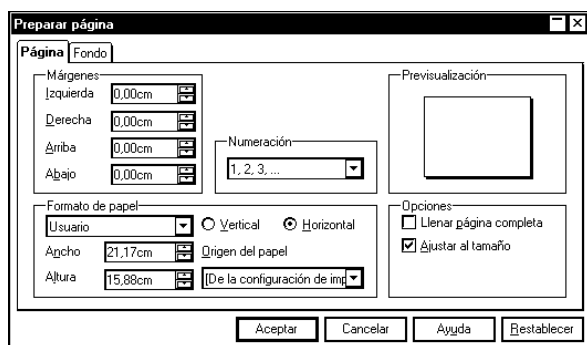 Preparar página
Página Fondo
Márgenes
Izquierda 0,00cm
Derecha 0,00cm
Arriba 0,00cm
Abajo 0,00cm
Numeración
1, 2, 3, ...
Previsualización
Formato de papel
Usuario Vertical Horizontal
Ancho 21,17cm Origen del papel
Altura 15,88cm [De la configuración de imp
Opciones
Llenar página completa
Ajustar al tamaño
Aceptar Cancelar Ayuda Restablecer